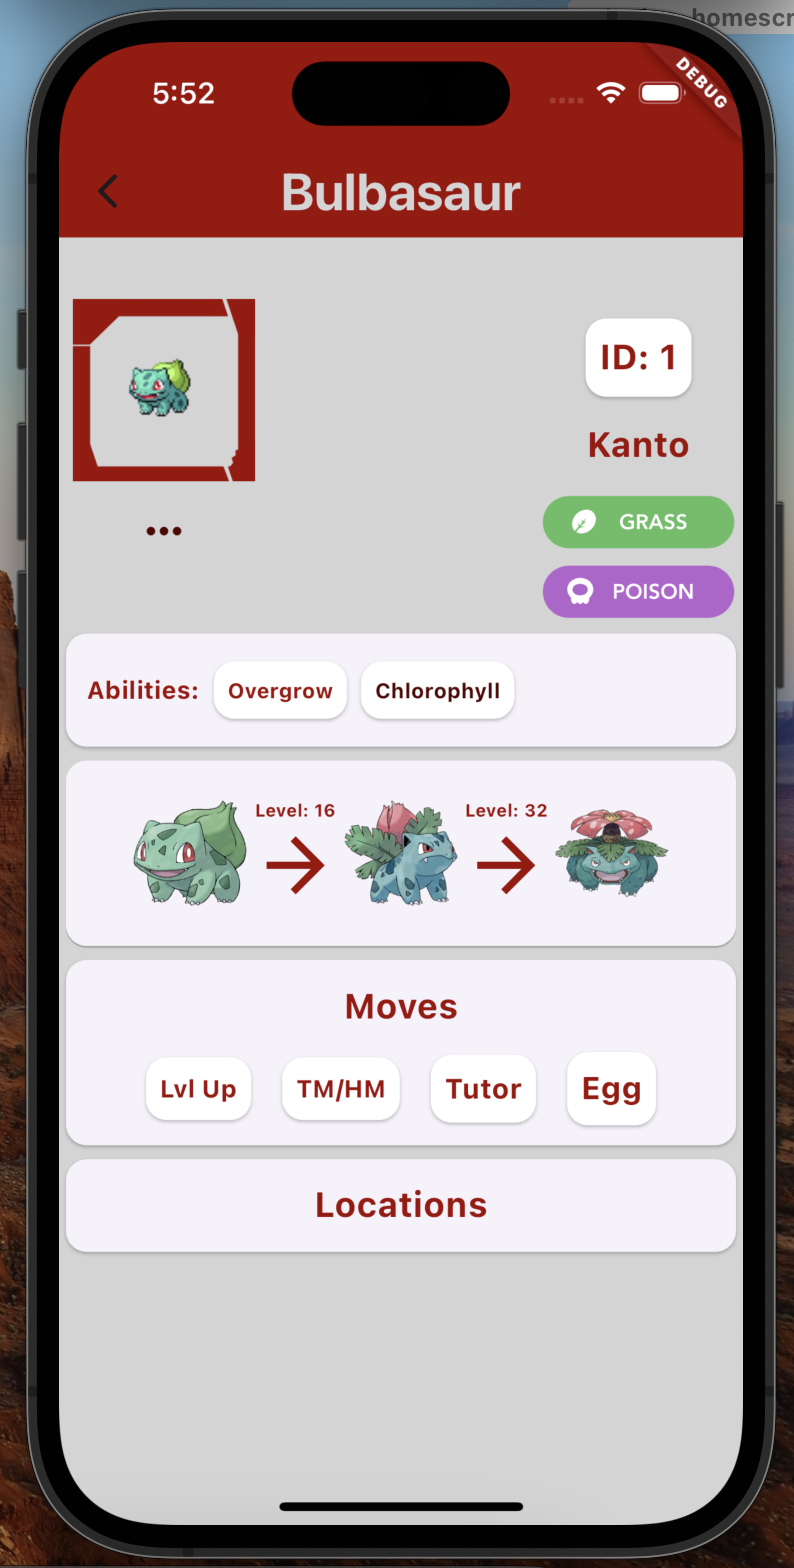 homescr
5:52
DEBUG
Bulbasaur
ID: 1
Kanto
•••
GRASS
POISON
Abilities: Overgrow Chlorophyll
Level: 16 Level: 32
Moves
Lvl Up TM/HM Tutor Egg
Locations